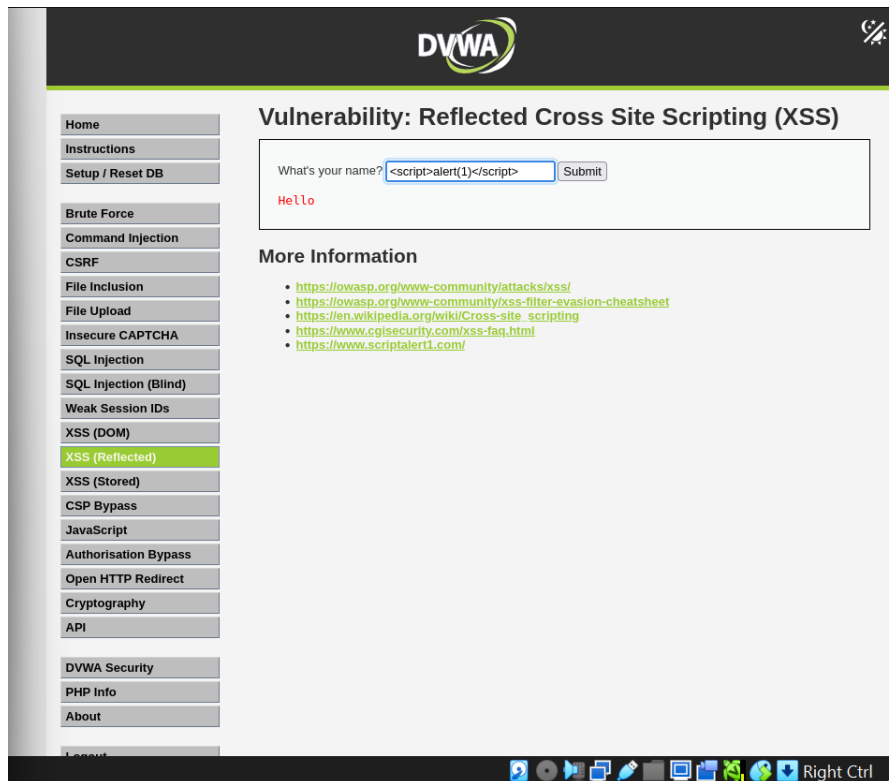 DVWA
Home
Instructions
Setup / Reset DB
Brute Force
Command Injection
CSRF
File Inclusion
File Upload
Insecure CAPTCHA
SQL Injection
SQL Injection (Blind)
Weak Session IDs
XSS (DOM)
XSS (Reflected)
XSS (Stored)
CSP Bypass
JavaScript
Authorisation Bypass
Open HTTP Redirect
Cryptography
API
DVWA Security
PHP Info
About
Logout
Vulnerability: Reflected Cross Site Scripting (XSS)
What's your name? <script>alert(1)</script> Submit
Hello
More Information
• https://owasp.org/www-community/attacks/xss/
• https://owasp.org/www-community/xss-filter-evasion-cheatsheet
• https://en.wikipedia.org/wiki/Cross-site_scripting
• https://www.cgisecurity.com/xss-faq.html
• https://www.scriptalert1.com/
Right Ctrl